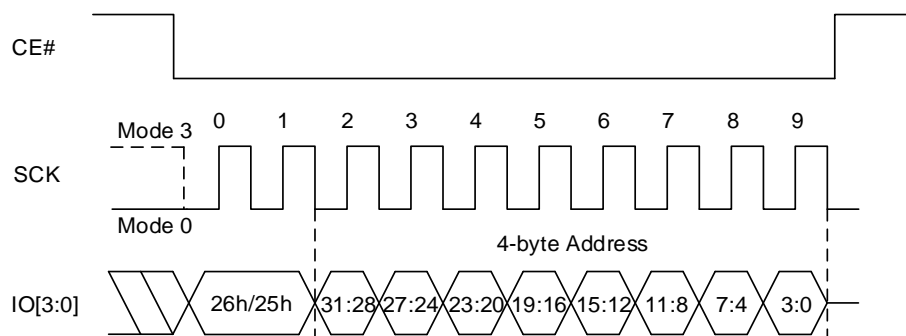 CE#
0 1 2 3 4 5 6 7 8 9
Mode 3
SCK
Mode 0
4-byte Address
IO[3:0] 26h/25h 31:28 27:24 23:20 19:16 15:12 11:8 7:4 3:0